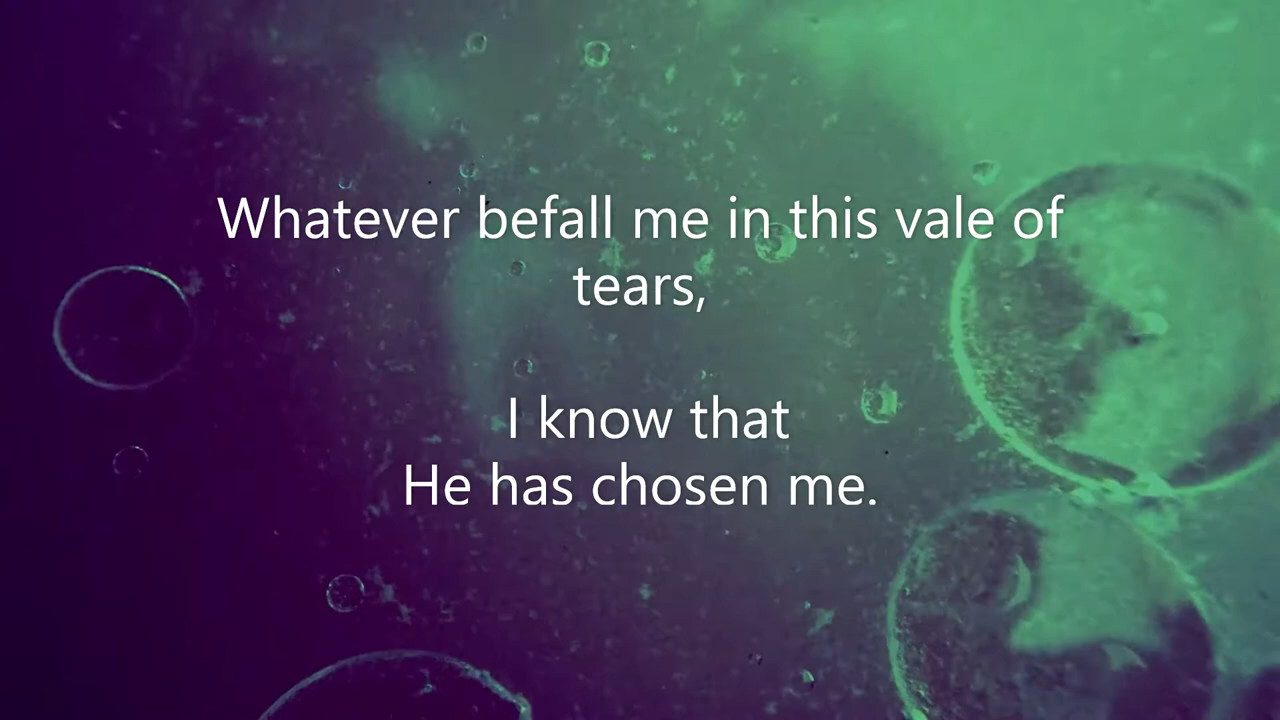 Whatever befall me in this vale of
tears,
I know that
He has chosen me.